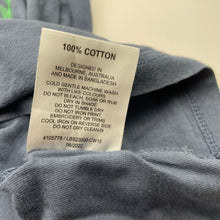 100% COTTON
DESIGNED IN
MELBOURNE, AUSTRALIA
AND MADE IN BANGLADESH
COLD GENTLE MACHINE WASH
WITH LIKE COLOURS
DO NOT BLEACH, SOAK OR RUB
DRY IN SHADE
DO NOT TUMBLE DRY
DO NOT IRON PRINT
EMBROIDERY OR TRIMS
COOL IRON ON REVERSE SIDE
DO NOT DRY CLEAN
06/2022